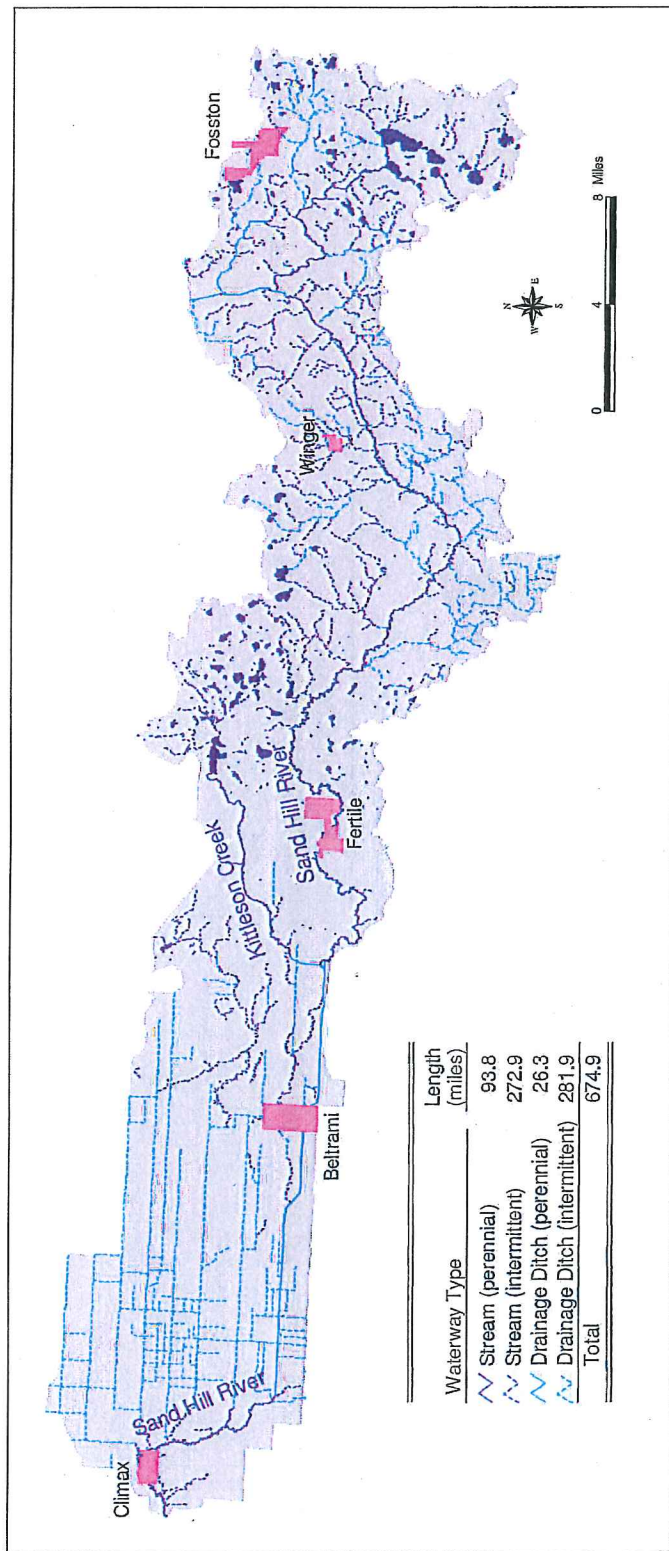 Fosston
Winger
Kittleson Creek
Sand Hill River
Fertile
Beltrami
Sand Hill River
Climax
N
W E
S
0 4 8 Miles
Waterway Type Length
(miles)
Stream (perennial) 93.8
Stream (intermittent) 272.9
Drainage Ditch (perennial) 26.3
Drainage Ditch (intermittent) 281.9
Total 674.9